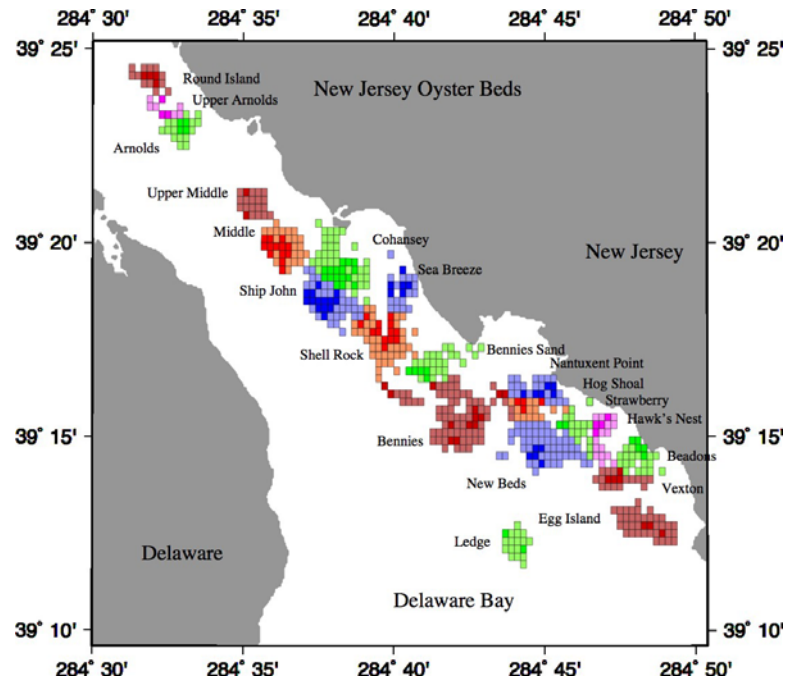 284˚ 30' 284˚ 35' 284˚ 40' 284˚ 45' 284˚ 50'
39˚ 25' 39˚ 25'
Round Island
New Jersey Oyster Beds
Upper Arnolds
Arnolds
Upper Middle
Middle
Cohansey
39˚ 20' 39˚ 20'
New Jersey
Sea Breeze
Ship John
Shell Rock
Bennies Sand
Nantuxent Point
Hog Shoal
Strawberry
Hawk's Nest
Bennies
39˚ 15' 39˚ 15'
Beadons
New Beds
Vexton
Egg Island
Ledge
Delaware
Delaware Bay
39˚ 10' 39˚ 10'
284˚ 30' 284˚ 35' 284˚ 40' 284˚ 45' 284˚ 50'